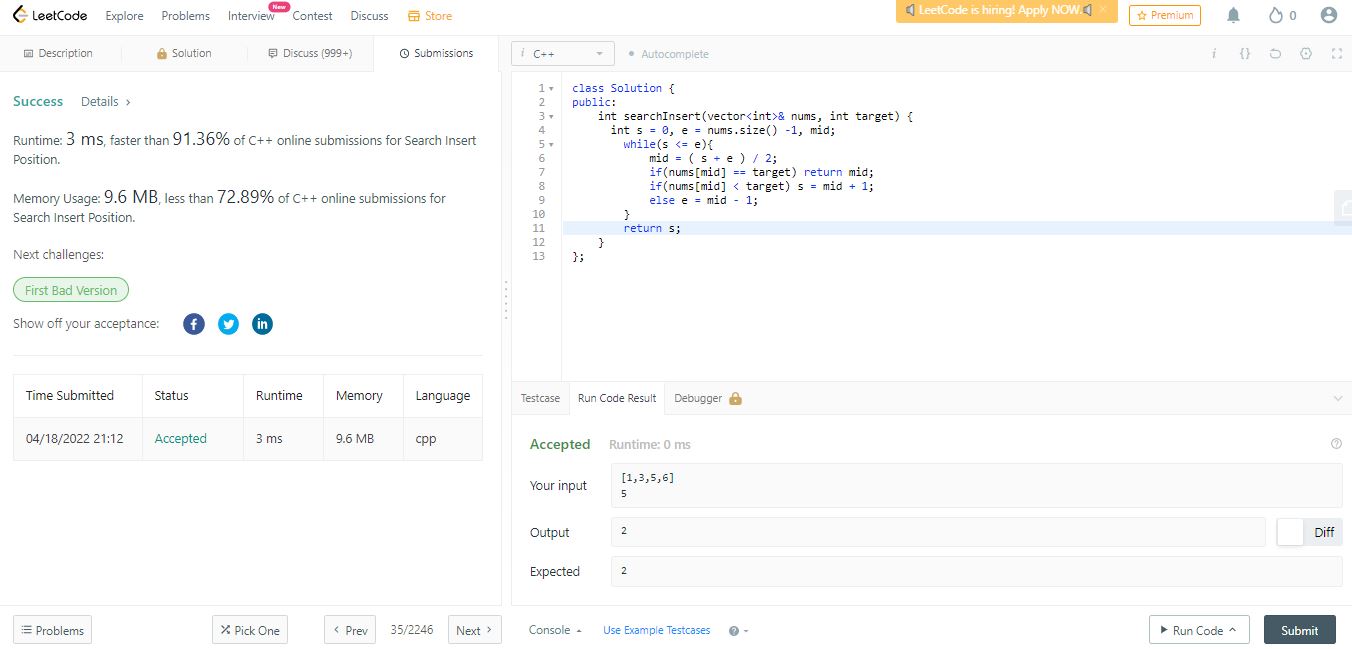 LeetCode Explore Problems Interview New Contest Discuss Store LeetCode is hiring! Apply NOW. × Premium 0
Description Solution Discuss (999+) Submissions i C++ Autocomplete i {}
Success Details ›
Runtime: 3 ms, faster than 91.36% of C++ online submissions for Search Insert
Position.
Memory Usage: 9.6 MB, less than 72.89% of C++ online submissions for
Search Insert Position.
Next challenges:
First Bad Version
Show off your acceptance:
Time Submitted Status Runtime Memory Language
04/18/2022 21:12 Accepted 3 ms 9.6 MB cpp
1 class Solution {
2 public:
3 int searchInsert(vector<int>& nums, int target) {
4 int s = 0, e = nums.size() -1, mid;
5 while(s <= e){
6 mid = ( s + e ) / 2;
7 if(nums[mid] == target) return mid;
8 if(nums[mid] < target) s = mid + 1;
9 else e = mid - 1;
10 }
11 return s;
12 }
13 };
Testcase Run Code Result Debugger
Accepted Runtime: 0 ms
Your input
[1,3,5,6]
5
Output 2 Diff
Expected 2
Problems Pick One ‹ Prev 35/2246 Next › Console Use Example Testcases Run Code Submit